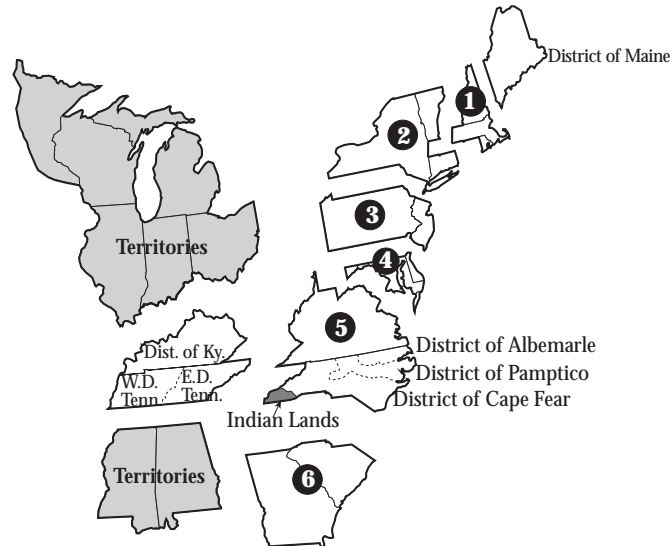 District of Maine
1
2
3
Territories
4
5
District of Albemarle
Dist. of Ky.
District of Pamptico
W.D.
Tenn
E.D.
Tenn.
District of Cape Fear
Indian Lands
Territories
6